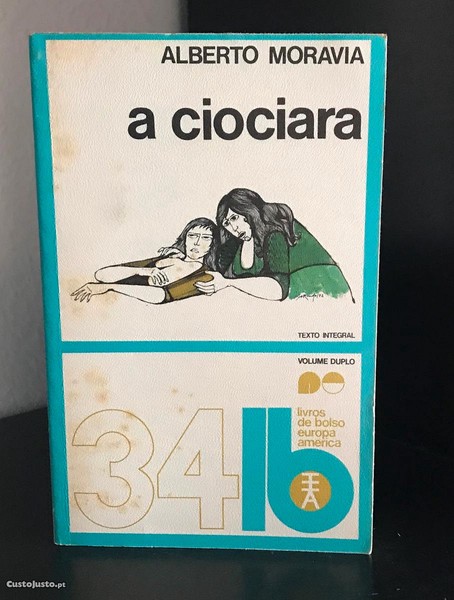 ALBERTO MORAVIA
a ciociara
TEXTO INTEGRAL
VOLUME DUPLO
34
lb
livros
de bolso
europa
américa
CustoJusto.pt